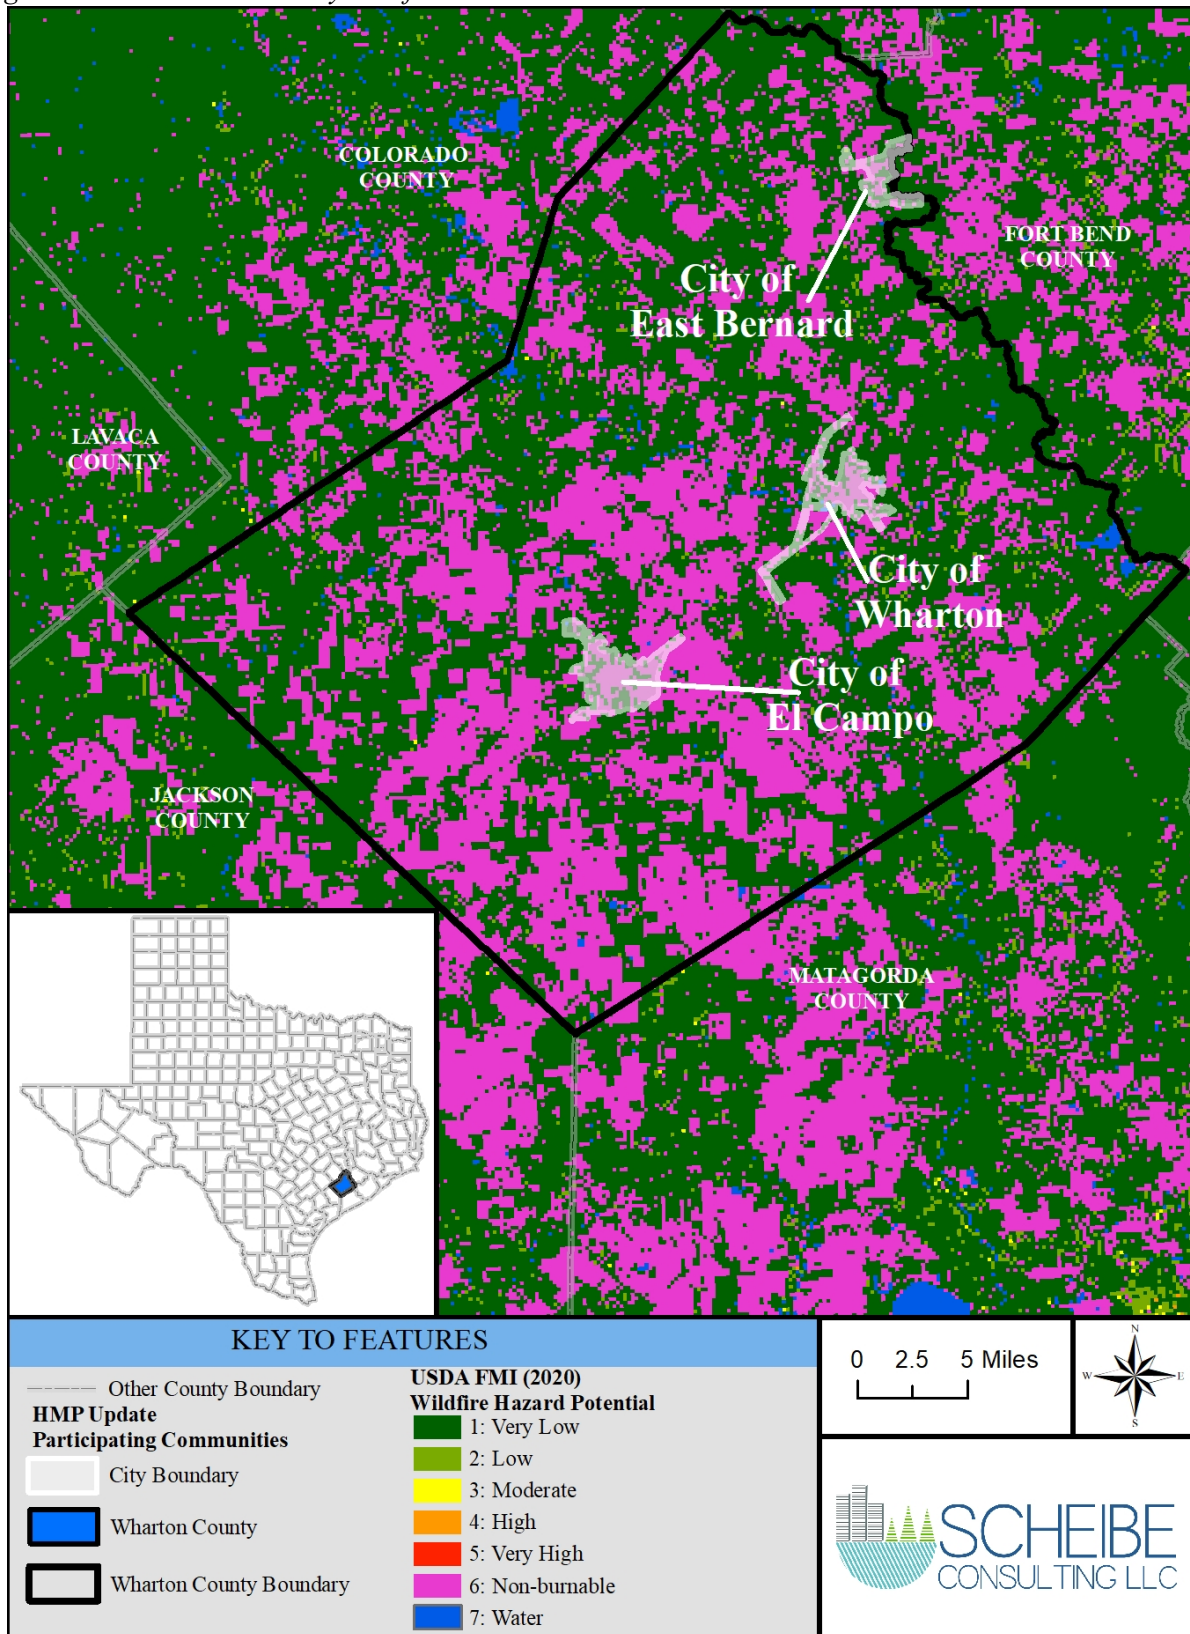 COLORADO
COUNTY
FORT BEND
COUNTY
City of
East Bernard
LAVACA
COUNTY
City of
Wharton
City of
El Campo
JACKSON
COUNTY
MATAGORDA
COUNTY
KEY TO FEATURES
Other County Boundary
HMP Update
Participating Communities
City Boundary
Wharton County
Wharton County Boundary
USDA FMI (2020)
Wildfire Hazard Potential
1: Very Low
2: Low
3: Moderate
4: High
5: Very High
6: Non-burnable
7: Water
0 2.5 5 Miles
N
W E
S
SCHEIBE
CONSULTING LLC